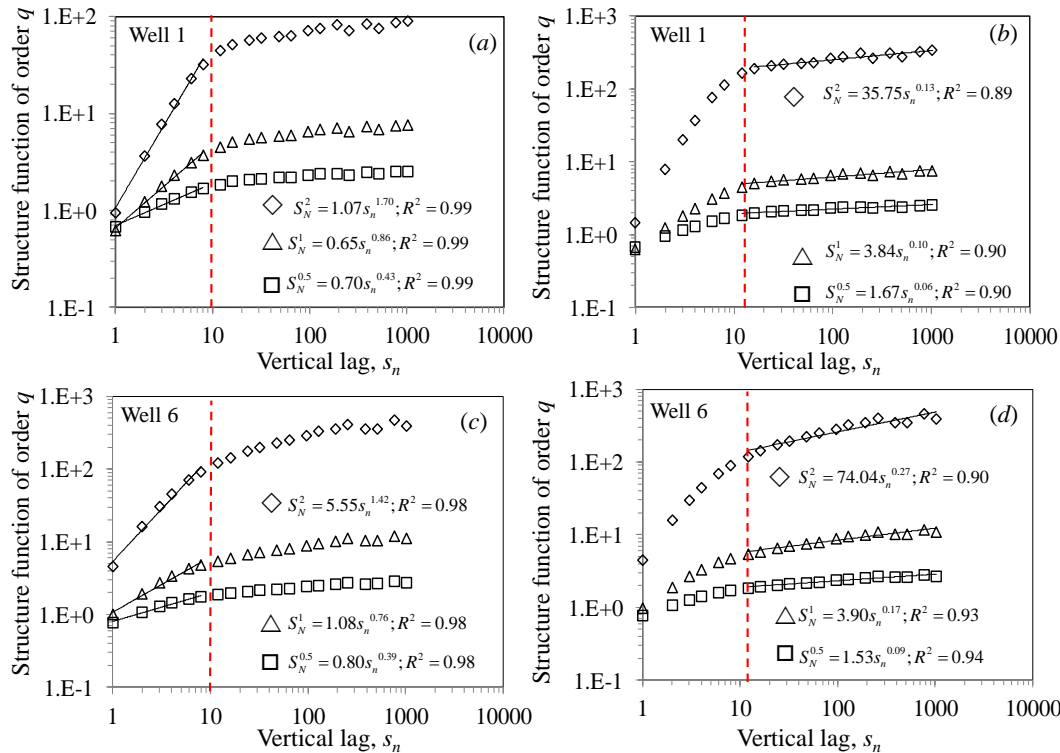 Well 1
(a)
Structure function of order q
1.E+2
1.E+1
1.E+0
1.E-1
S_N^2 = 1.07s_n^1.70; R^2 = 0.99
S_N^1 = 0.65s_n^0.86; R^2 = 0.99
S_N^0.5 = 0.70s_n^0.43; R^2 = 0.99
1 10 100 1000 10000
Vertical lag, s_n
Well 1
(b)
Structure function of order q
1.E+3
1.E+2
1.E+1
1.E+0
1.E-1
S_N^2 = 35.75s_n^0.13; R^2 = 0.89
S_N^1 = 3.84s_n^0.10; R^2 = 0.90
S_N^0.5 = 1.67s_n^0.06; R^2 = 0.90
1 10 100 1000 10000
Vertical lag, s_n
Well 6
(c)
Structure function of order q
1.E+3
1.E+2
1.E+1
1.E+0
1.E-1
S_N^2 = 5.55s_n^1.42; R^2 = 0.98
S_N^1 = 1.08s_n^0.76; R^2 = 0.98
S_N^0.5 = 0.80s_n^0.39; R^2 = 0.98
1 10 100 1000 10000
Vertical lag, s_n
Well 6
(d)
Structure function of order q
1.E+3
1.E+2
1.E+1
1.E+0
1.E-1
S_N^2 = 74.04s_n^0.27; R^2 = 0.90
S_N^1 = 3.90s_n^0.17; R^2 = 0.93
S_N^0.5 = 1.53s_n^0.09; R^2 = 0.94
1 10 100 1000 10000
Vertical lag, s_n